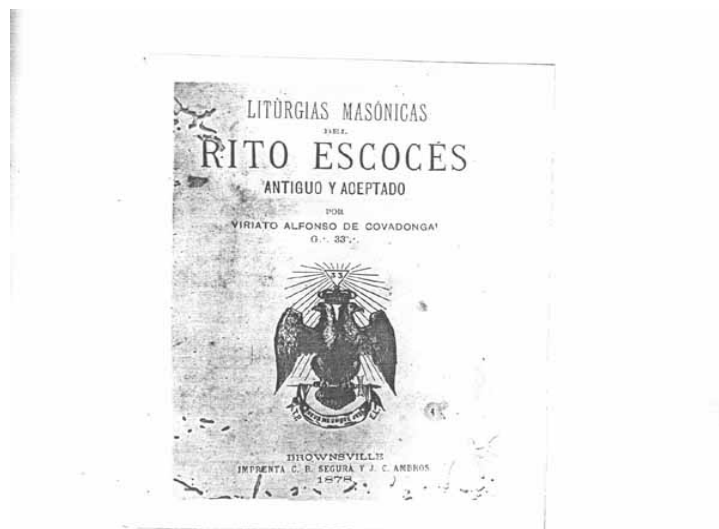 LITÚRGIAS MASÓNICAS
DEL
RITO ESCOCÉS
ANTIGUO Y ACEPTADO
POR
VIRIATO ALFONSO DE COVADONGA
G.·. 33.·.
33
BROWNSVILLE
IMPRENTA C. B. SEGURA Y J. C. AMBROS
1878